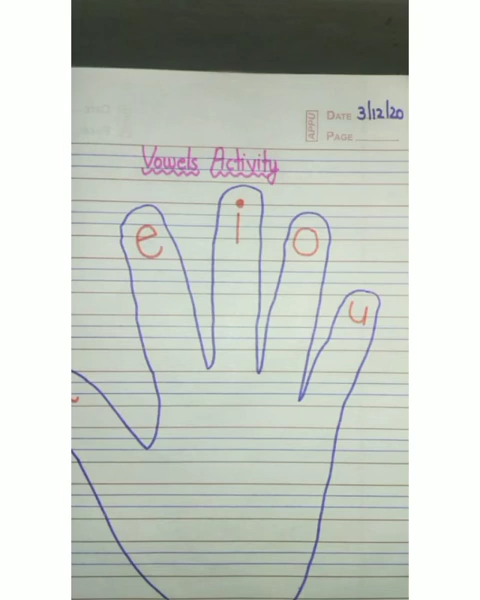 APPU
DATE 3/12/20
PAGE
Vowels Activity
e i o u